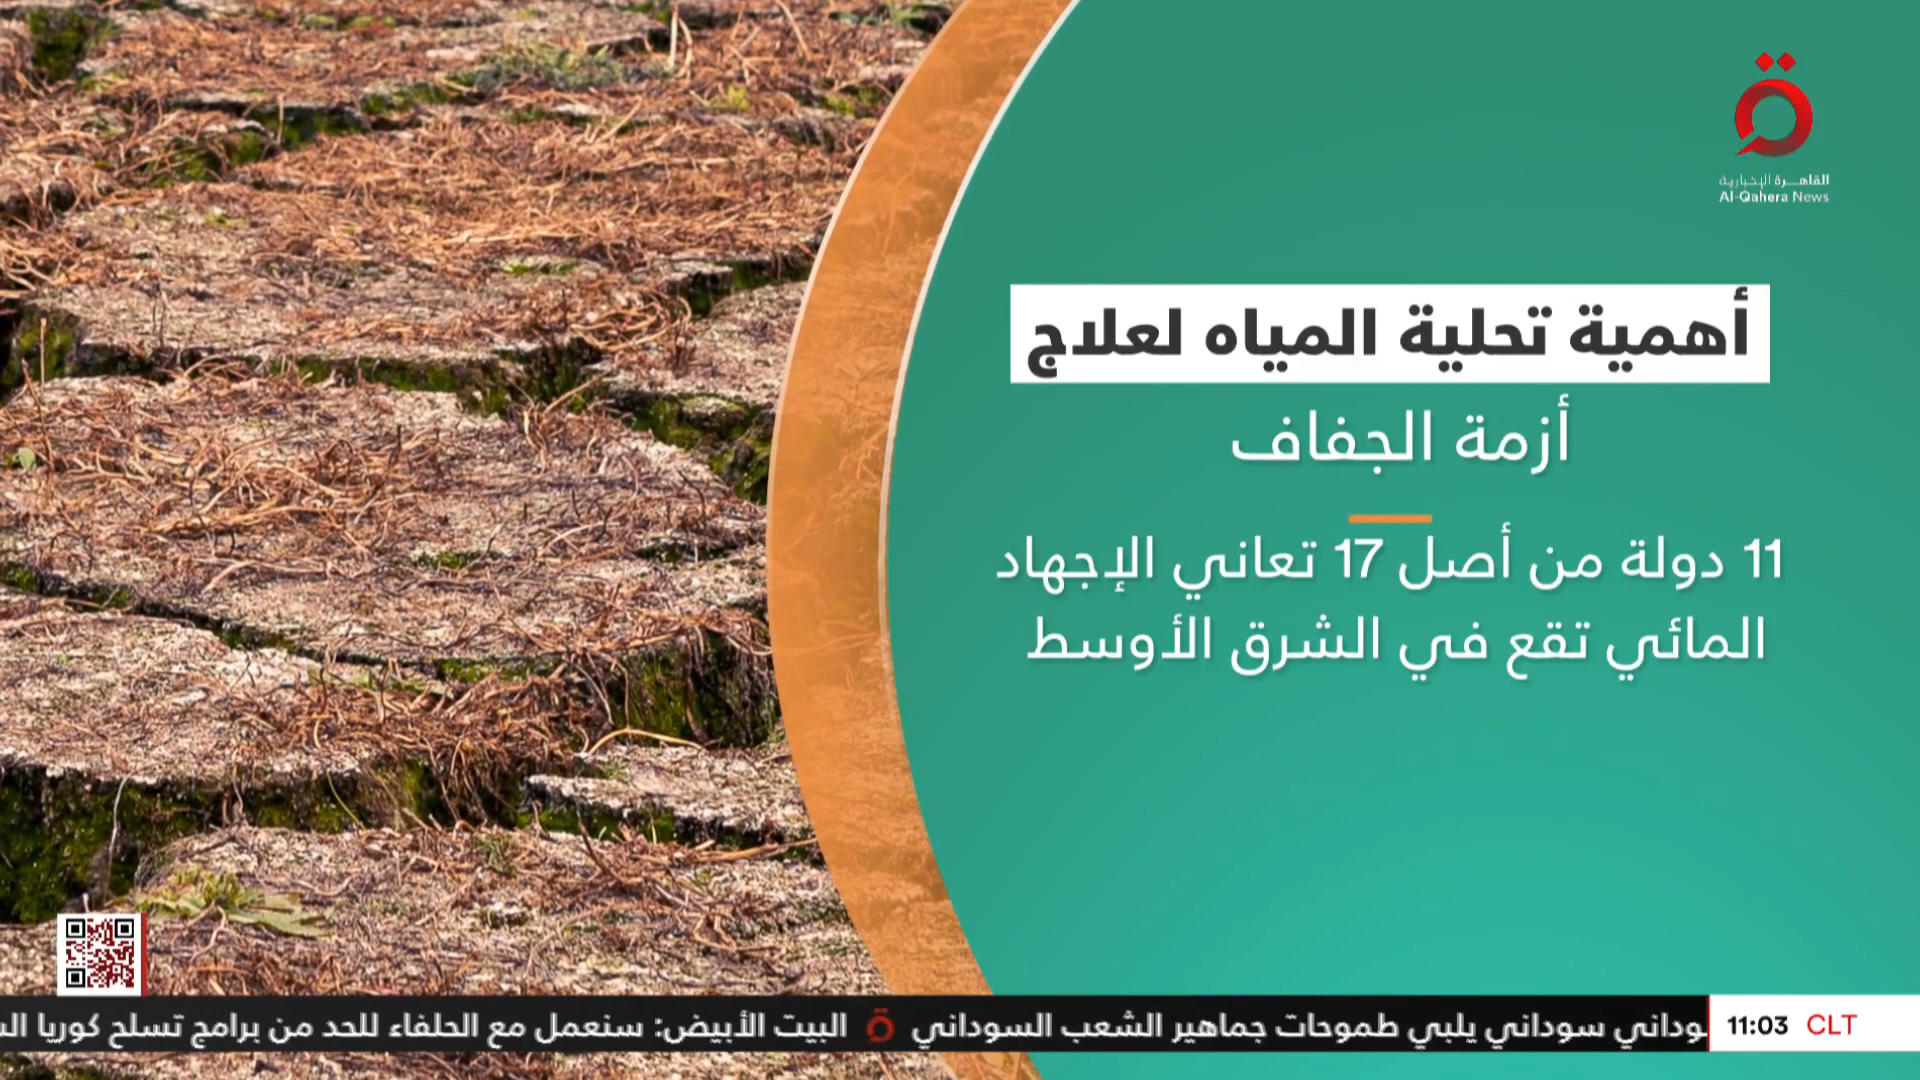 القاهرة الإخبارية
Al-Qahera News
أهمية تحلية المياه لعلاج
أزمة الجفاف
11 دولة من أصل 17 تعاني الإجهاد
المائي تقع في الشرق الأوسط
11:03 CLT
سوداني يلبي طموحات جماهير الشعب السوداني البيت الأبيض: سنعمل مع الحلفاء للحد من برامج تسلح كوريا